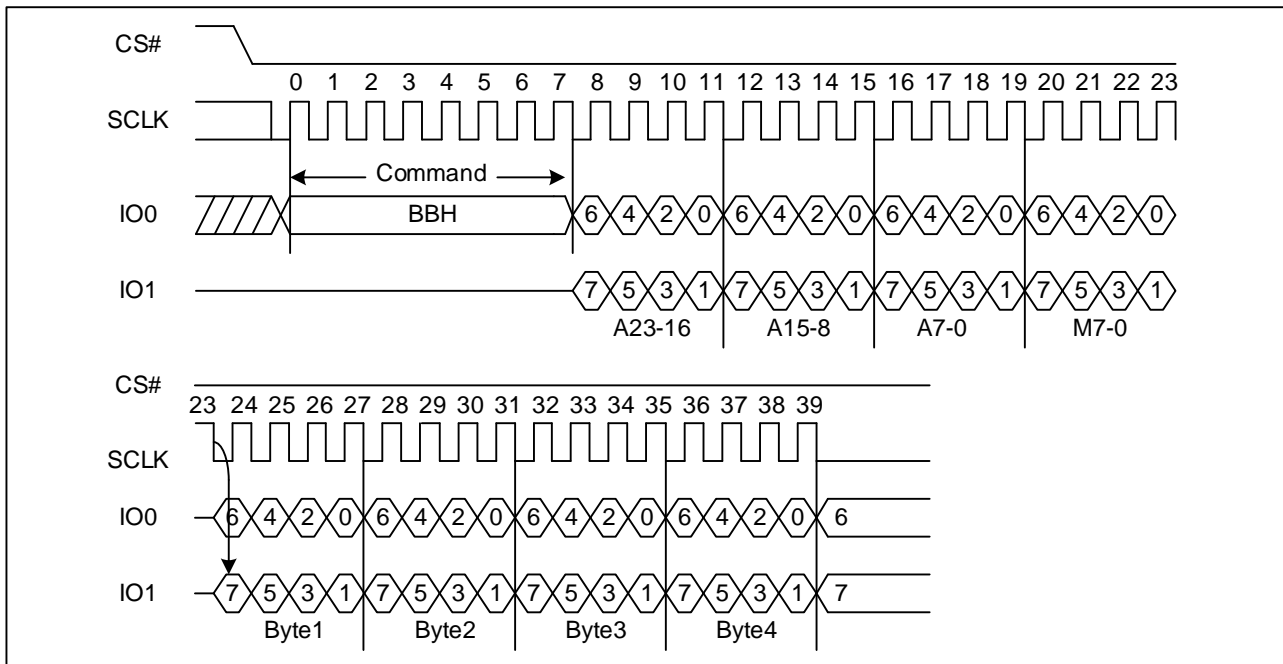 CS#
0 1 2 3 4 5 6 7 8 9 10 11 12 13 14 15 16 17 18 19 20 21 22 23
SCLK
Command
IO0 BBH 6 4 2 0 6 4 2 0 6 4 2 0 6 4 2 0
IO1 7 5 3 1 7 5 3 1 7 5 3 1 7 5 3 1
A23-16 A15-8 A7-0 M7-0
CS#
23 24 25 26 27 28 29 30 31 32 33 34 35 36 37 38 39
SCLK
IO0 6 4 2 0 6 4 2 0 6 4 2 0 6 4 2 0 6
IO1 7 5 3 1 7 5 3 1 7 5 3 1 7 5 3 1 7
Byte1 Byte2 Byte3 Byte4